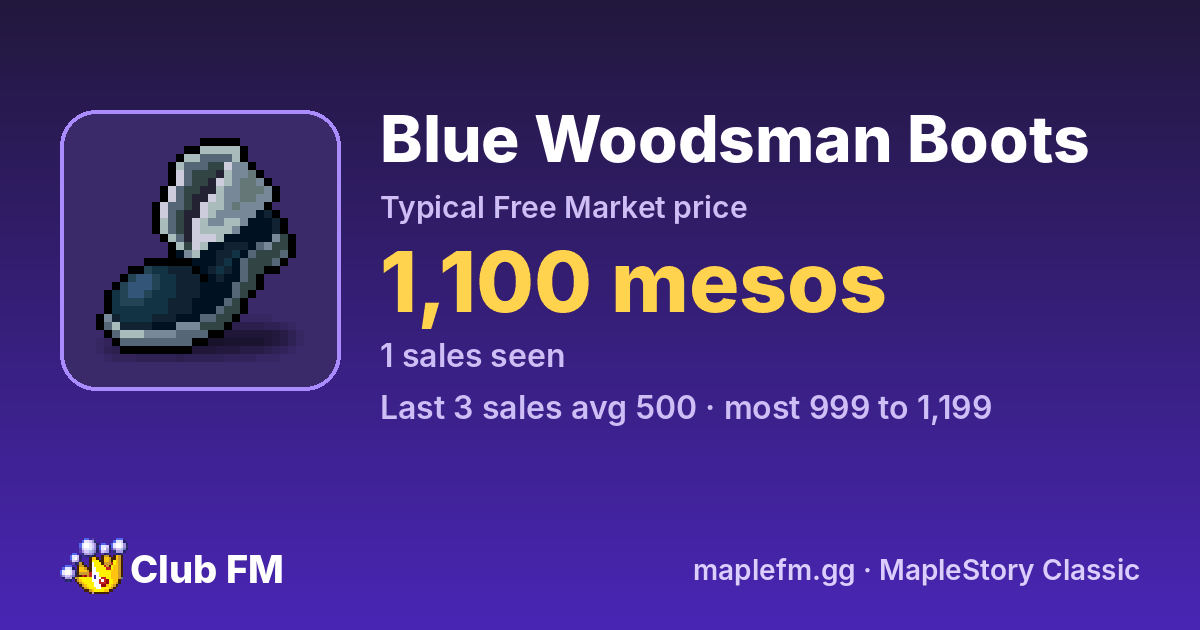 Blue Woodsman Boots
Typical Free Market price
1,100 mesos
1 sales seen
Last 3 sales avg 500 · most 999 to 1,199
Club FM
maplefm.gg · MapleStory Classic